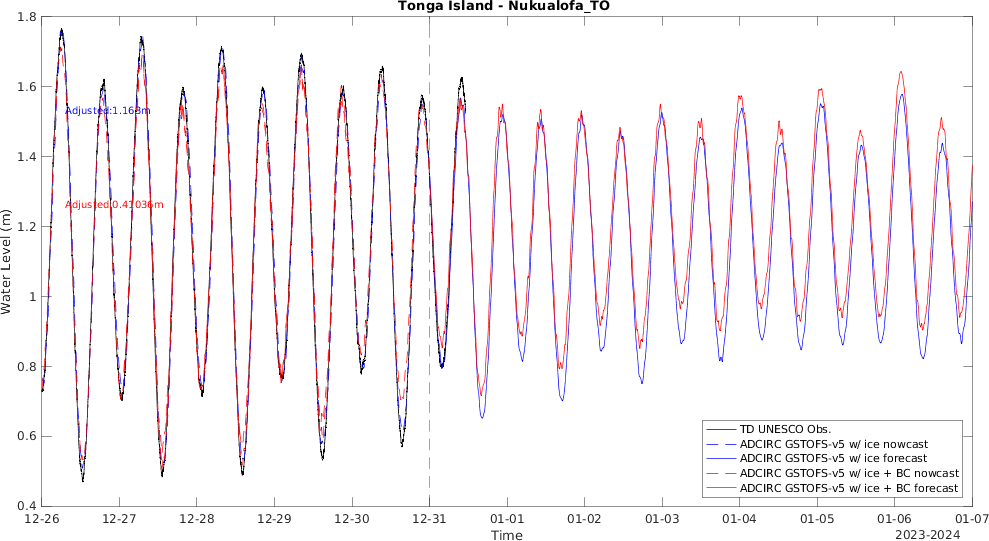 Tonga Island - Nukualofa_TO
1.8
1.6
1.4
1.2
1
0.8
0.6
0.4
Water Level (m)
Adjusted:1.163m
Adjusted:0.41036m
TD UNESCO Obs.
ADCIRC GSTOFS-v5 w/ ice nowcast
ADCIRC GSTOFS-v5 w/ ice forecast
ADCIRC GSTOFS-v5 w/ ice + BC nowcast
ADCIRC GSTOFS-v5 w/ ice + BC forecast
12-26 12-27 12-28 12-29 12-30 12-31 01-01 01-02 01-03 01-04 01-05 01-06 01-07
Time
2023-2024